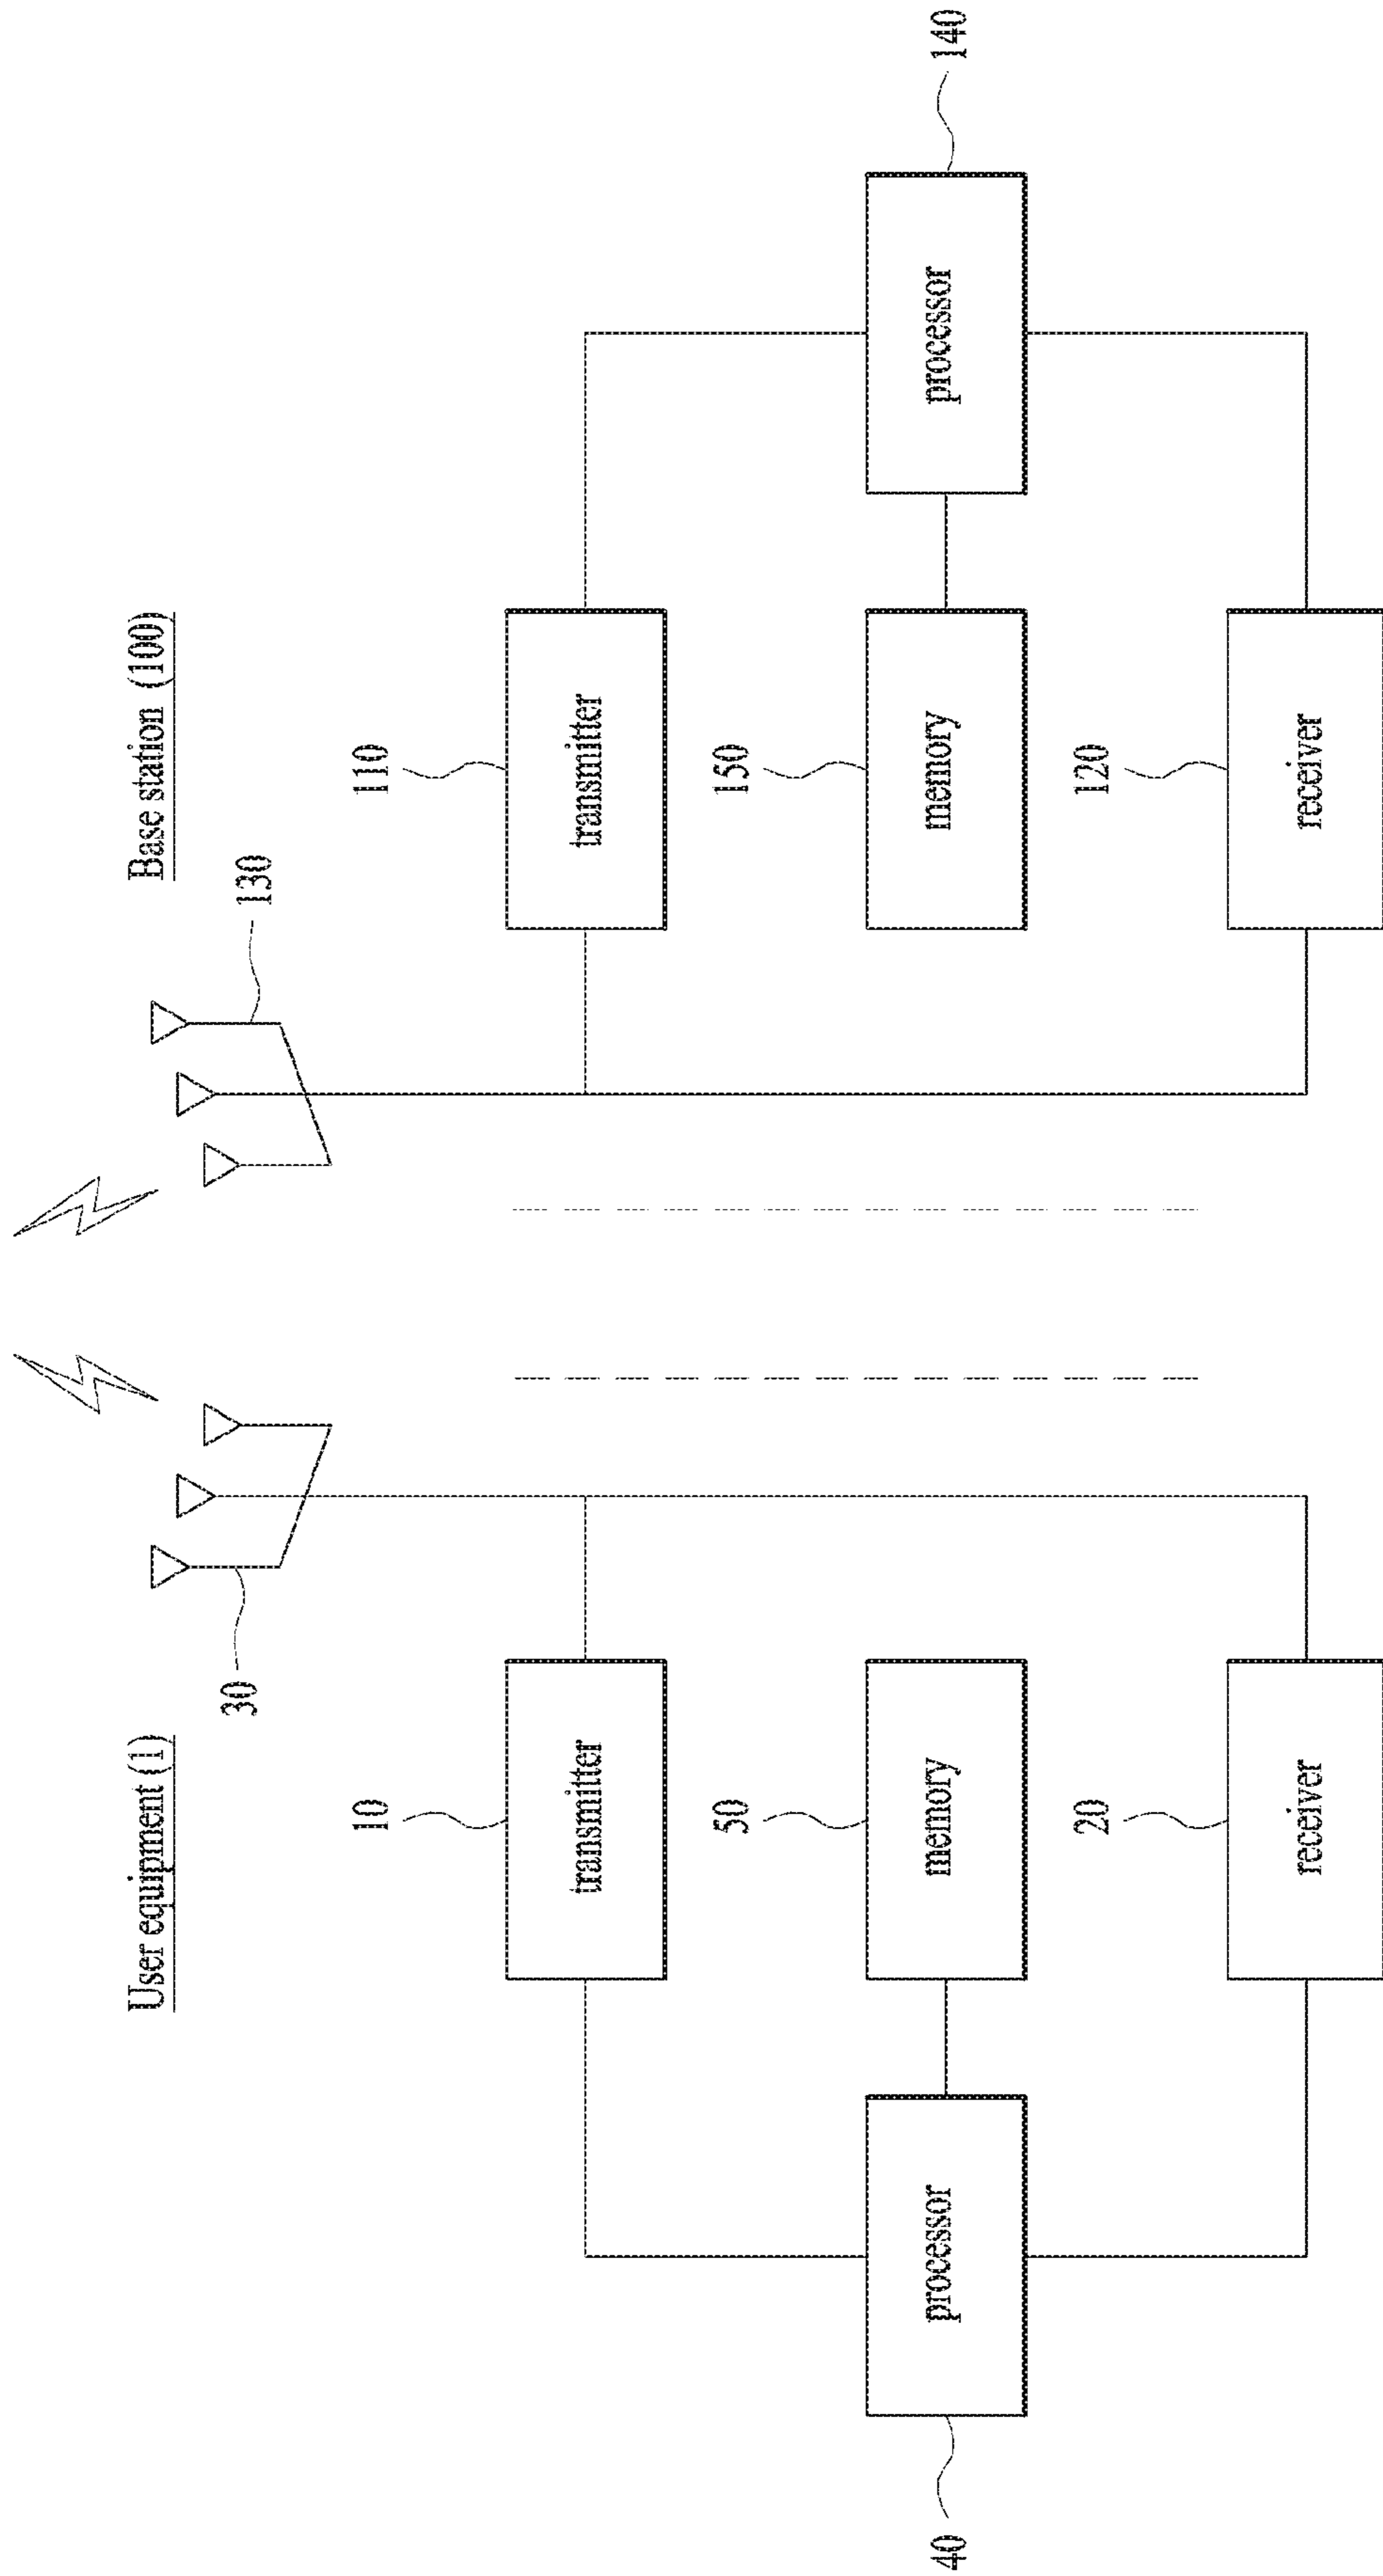 User equipment (1)
Base station (100)
30
130
10
transmitter
110
transmitter
40
processor
50
memory
150
memory
processor
140
20
receiver
120
receiver